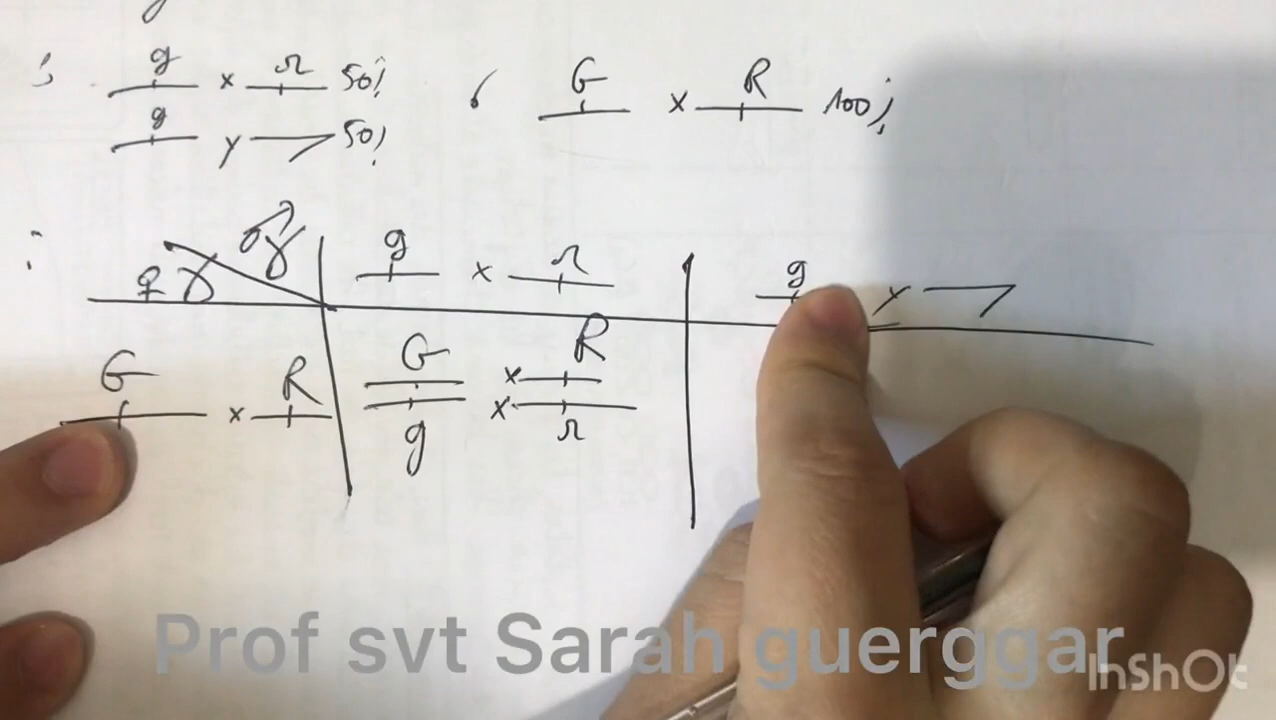 g x r 50% G x R 100%
g y 50%
♀ γ ♂ γ g x r g y
G x R G x R
g x r
Prof svt Sarah guerggar
InShOt